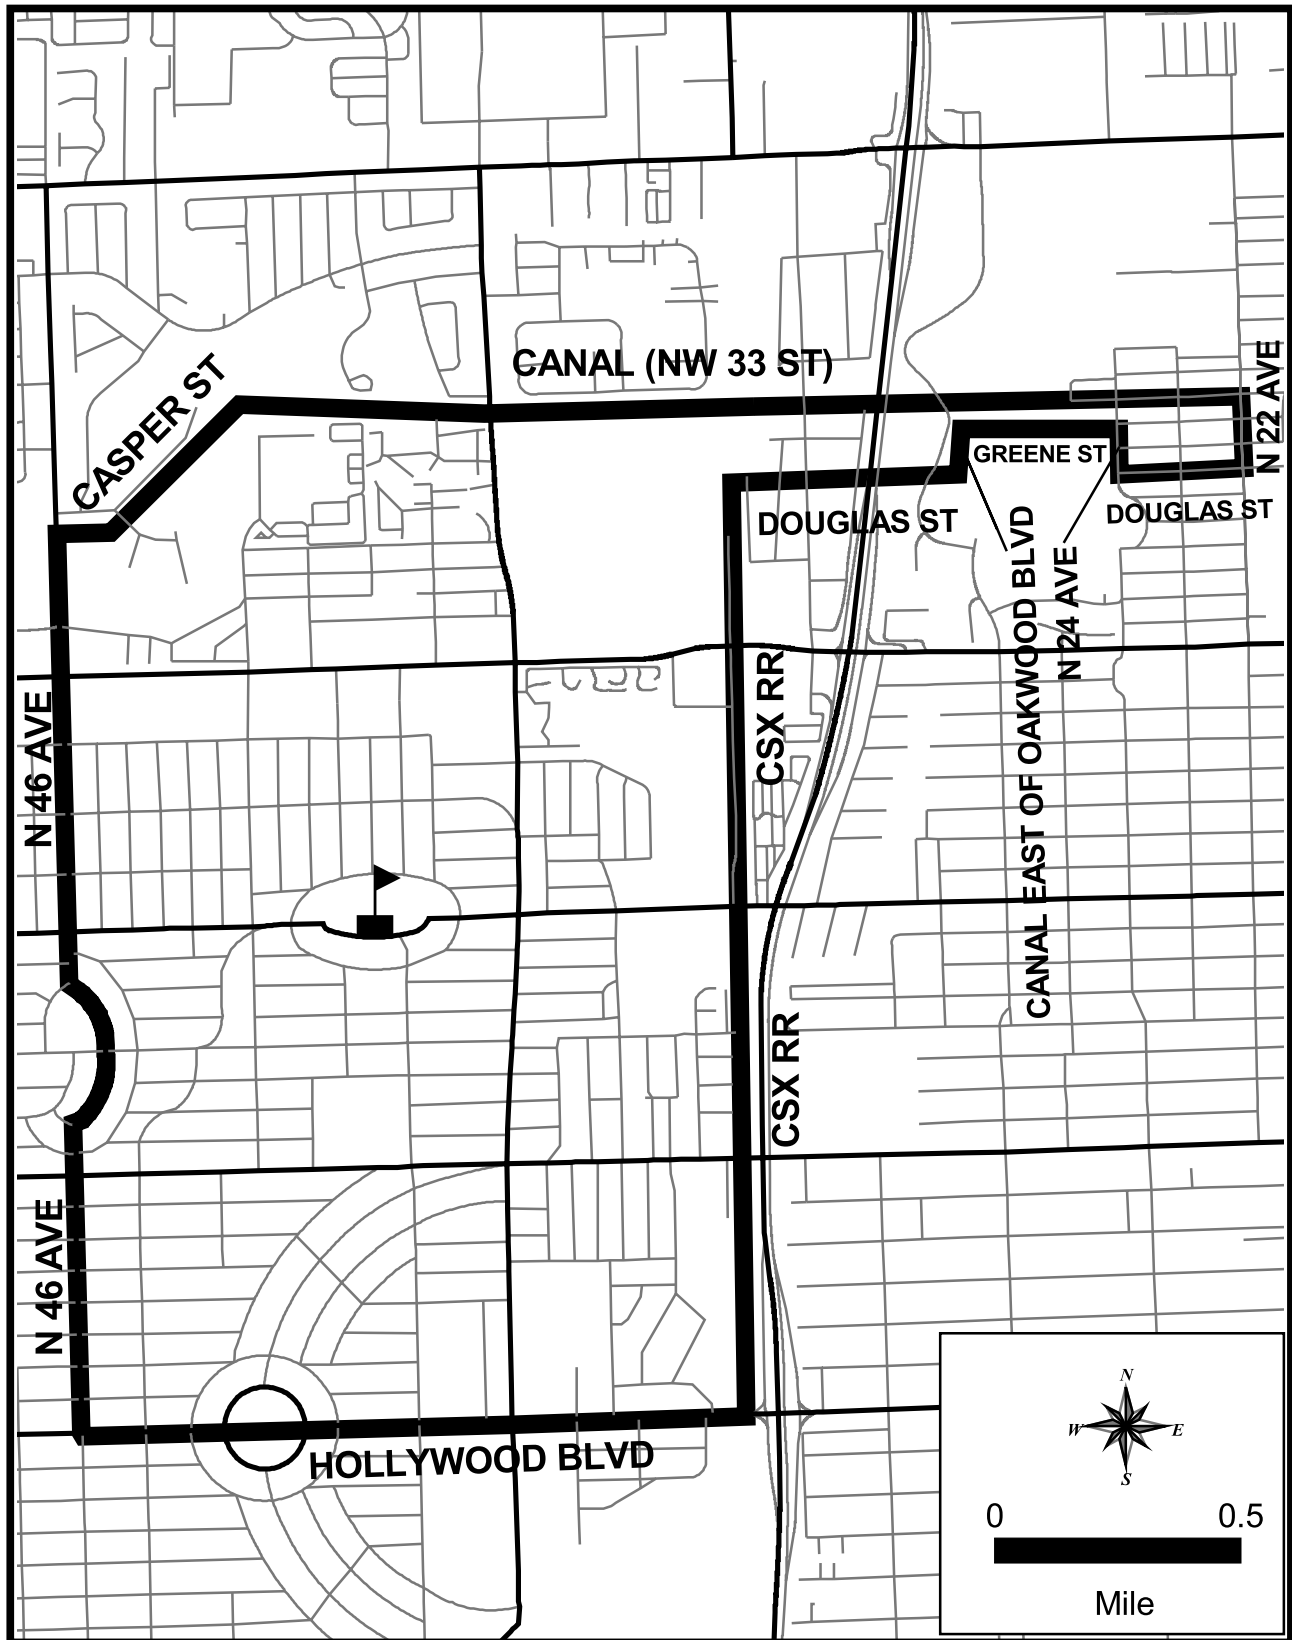 CANAL (NW 33 ST)
N 22 AVE
CASPER ST
GREENE ST
DOUGLAS ST
DOUGLAS ST
CANAL EAST OF OAKWOOD BLVD
N 24 AVE
CSX RR
N 46 AVE
CSX RR
N 46 AVE
HOLLYWOOD BLVD
N
W
E
S
0
0.5
Mile